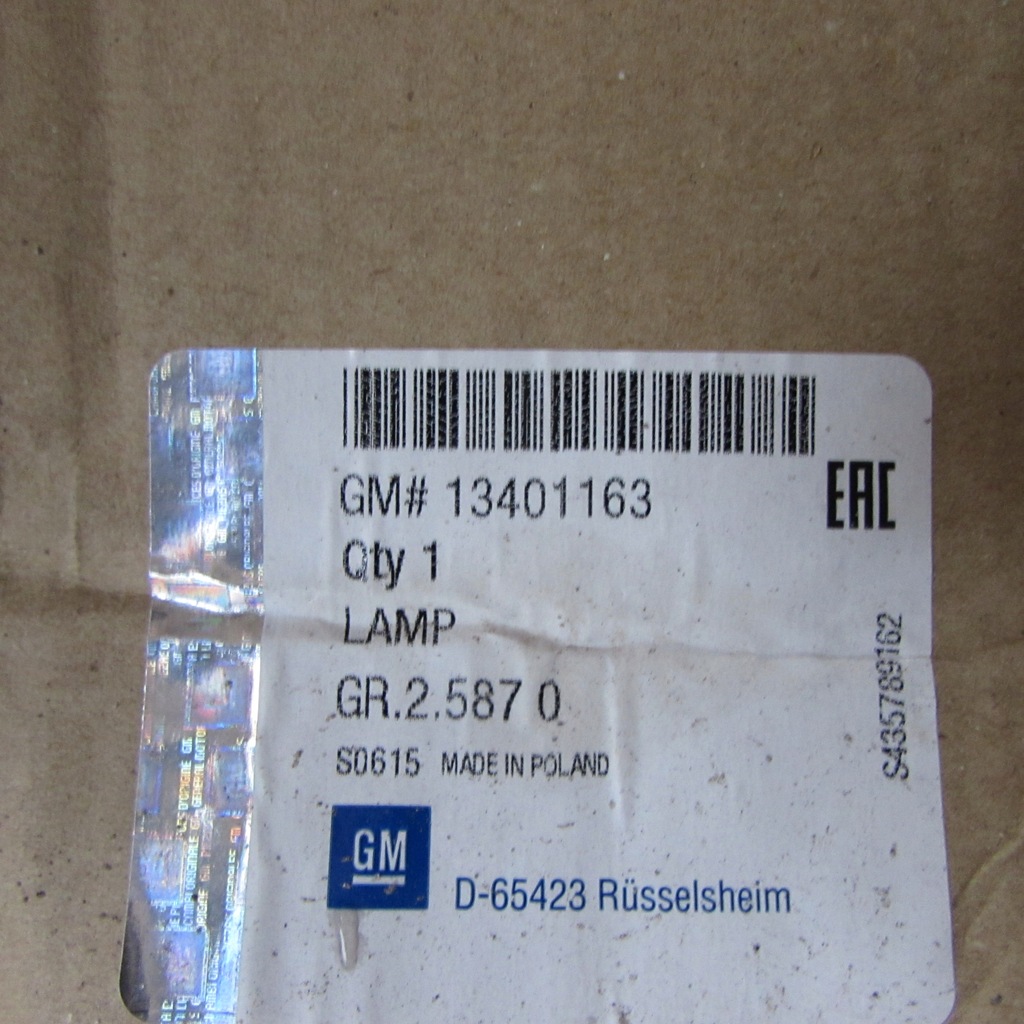 GM# 13401163
EAC
Qty 1
LAMP
GR.2.587 0
S0615 MADE IN POLAND
S435789162
GM
D-65423 Rüsselsheim